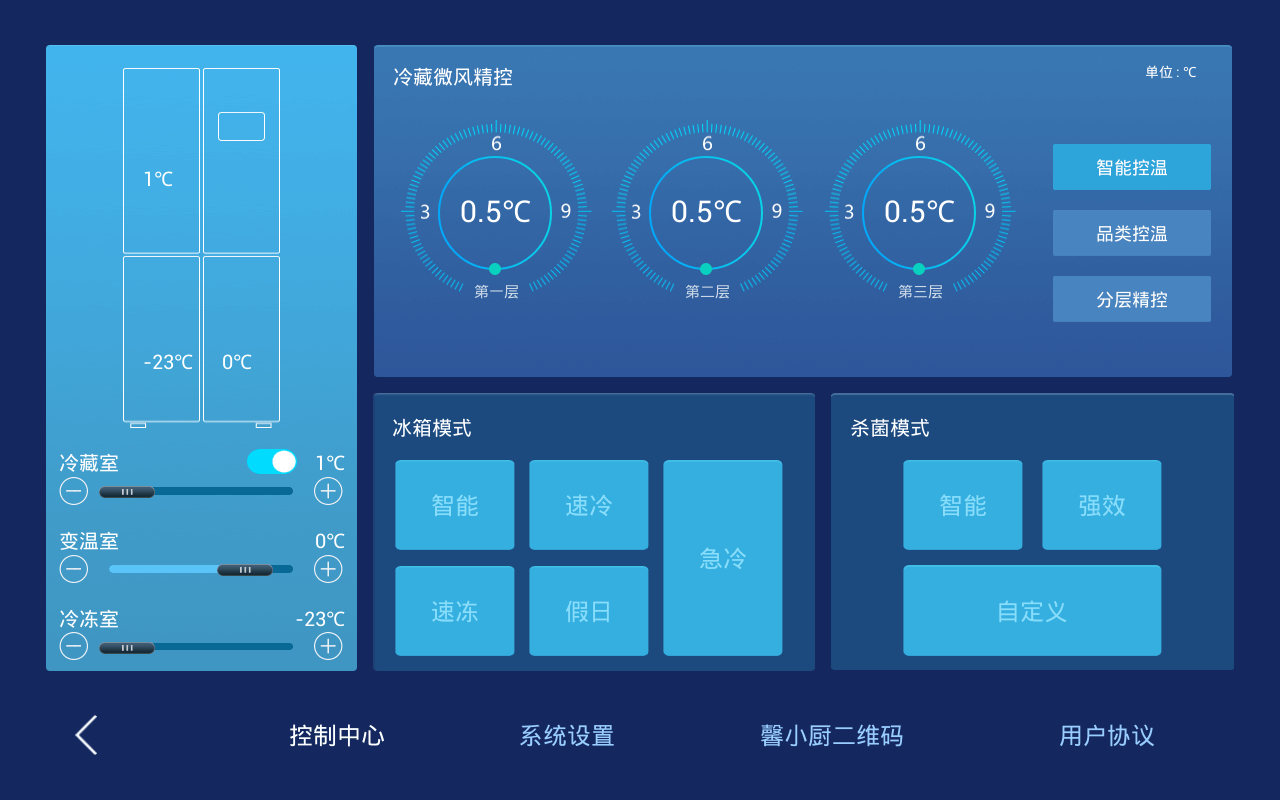 1℃
-23℃
0℃
冷藏室
1℃
变温室
0℃
冷冻室
-23℃
冷藏微风精控
单位 : ℃
6
3
0.5℃
9
第一层
6
3
0.5℃
9
第二层
6
3
0.5℃
9
第三层
智能控温
品类控温
分层精控
冰箱模式
智能
速冷
急冷
速冻
假日
杀菌模式
智能
强效
自定义
控制中心
系统设置
馨小厨二维码
用户协议